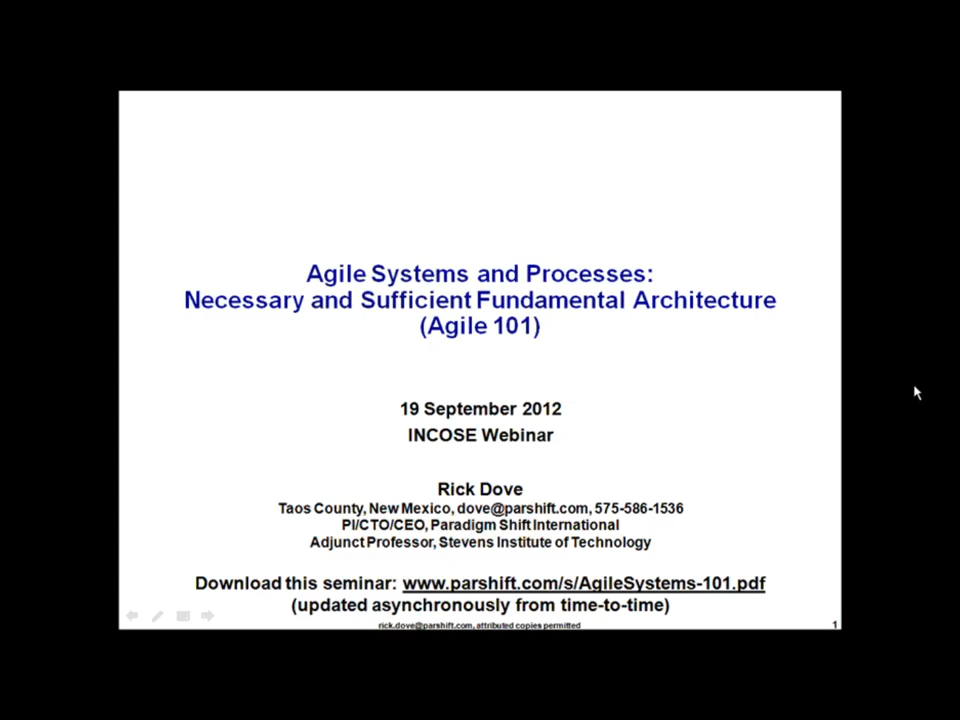 Agile Systems and Processes:
Necessary and Sufficient Fundamental Architecture
(Agile 101)
19 September 2012
INCOSE Webinar
Rick Dove
Taos County, New Mexico, dove@parshift.com, 575-586-1536
PI/CTO/CEO, Paradigm Shift International
Adjunct Professor, Stevens Institute of Technology
Download this seminar: www.parshift.com/s/AgileSystems-101.pdf
(updated asynchronously from time-to-time)
rick.dove@parshift.com, attributed copies permitted
1